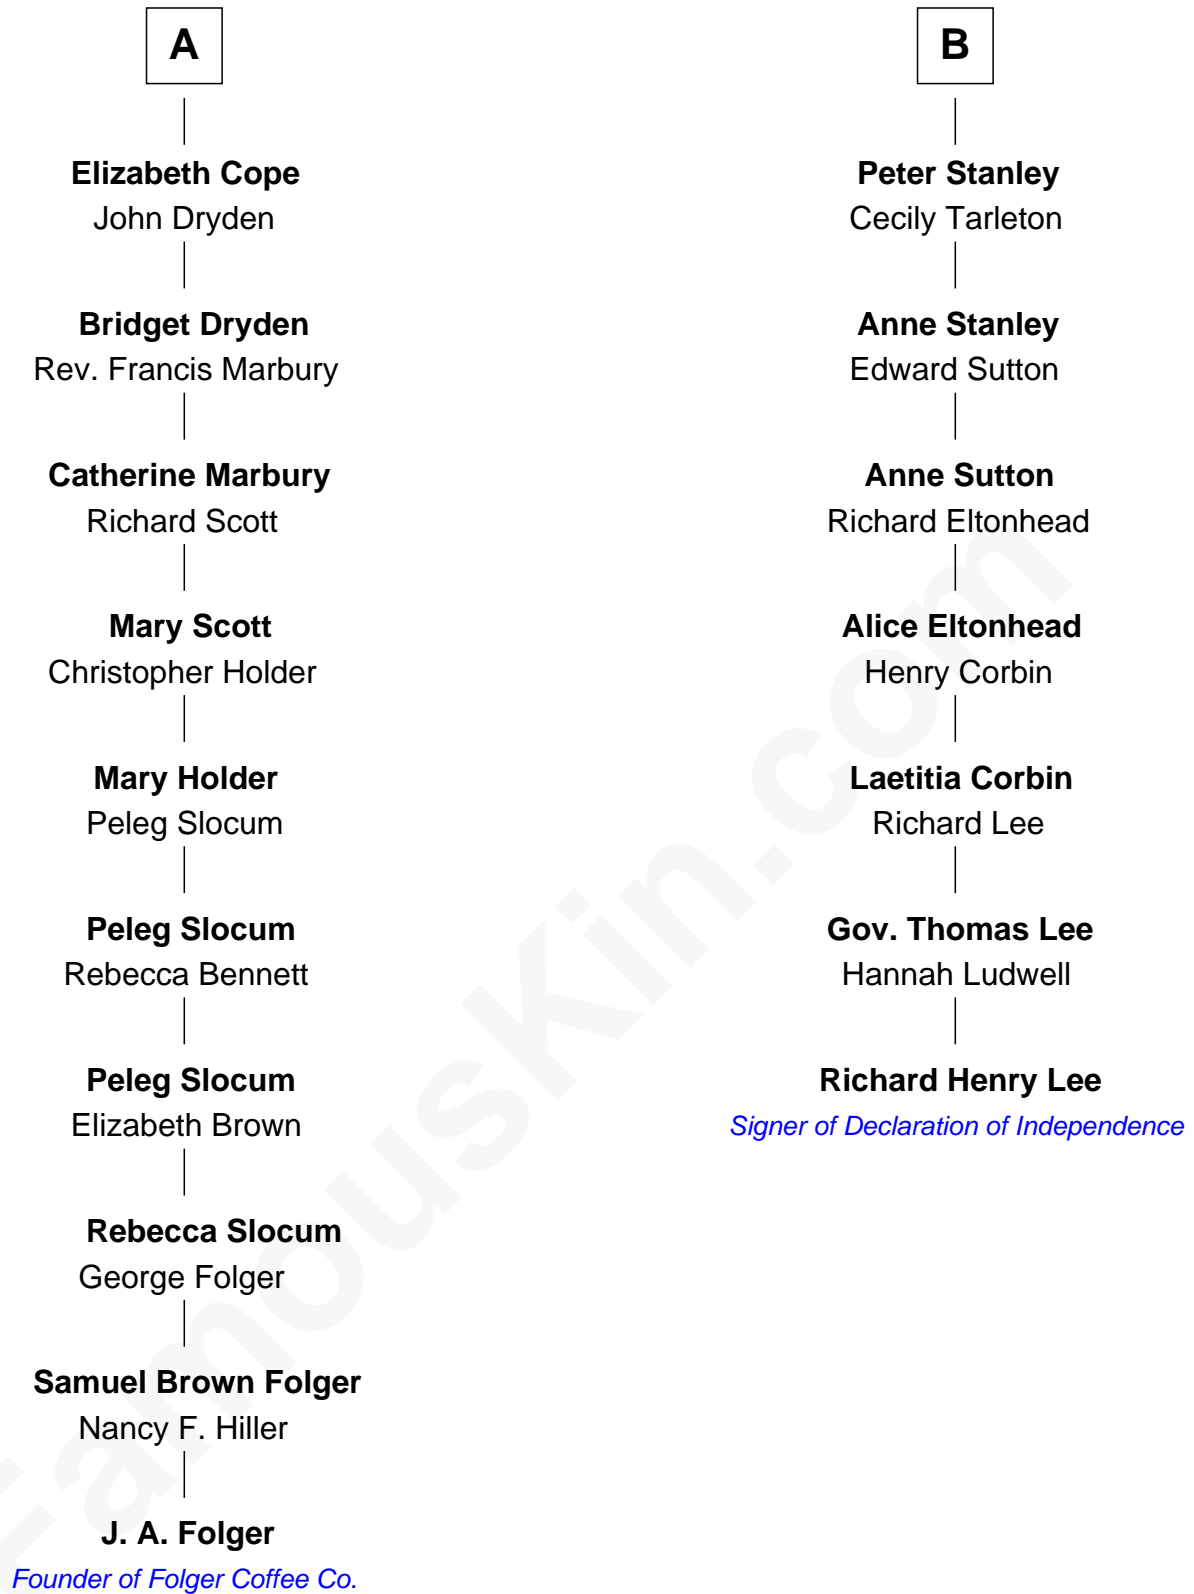 A
Elizabeth Cope
John Dryden
Bridget Dryden
Rev. Francis Marbury
Catherine Marbury
Richard Scott
Mary Scott
Christopher Holder
Mary Holder
Peleg Slocum
Peleg Slocum
Rebecca Bennett
Peleg Slocum
Elizabeth Brown
Rebecca Slocum
George Folger
Samuel Brown Folger
Nancy F. Hiller
J. A. Folger
Founder of Folger Coffee Co.
B
Peter Stanley
Cecily Tarleton
Anne Stanley
Edward Sutton
Anne Sutton
Richard Eltonhead
Alice Eltonhead
Henry Corbin
Laetitia Corbin
Richard Lee
Gov. Thomas Lee
Hannah Ludwell
Richard Henry Lee
Signer of Declaration of Independence
FamousKin.com